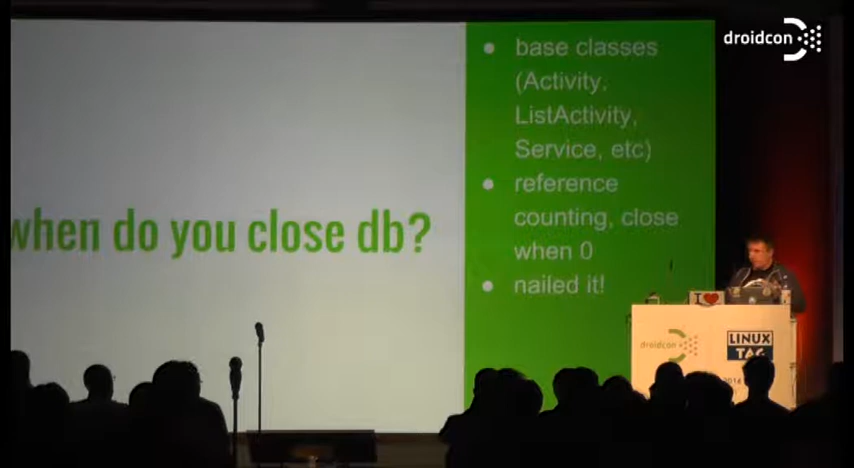 droidcon
when do you close db?
base classes
(Activity,
ListActivity,
Service, etc)
reference
counting, close
when 0
nailed it!
I
droidcon
LINUX
TAG